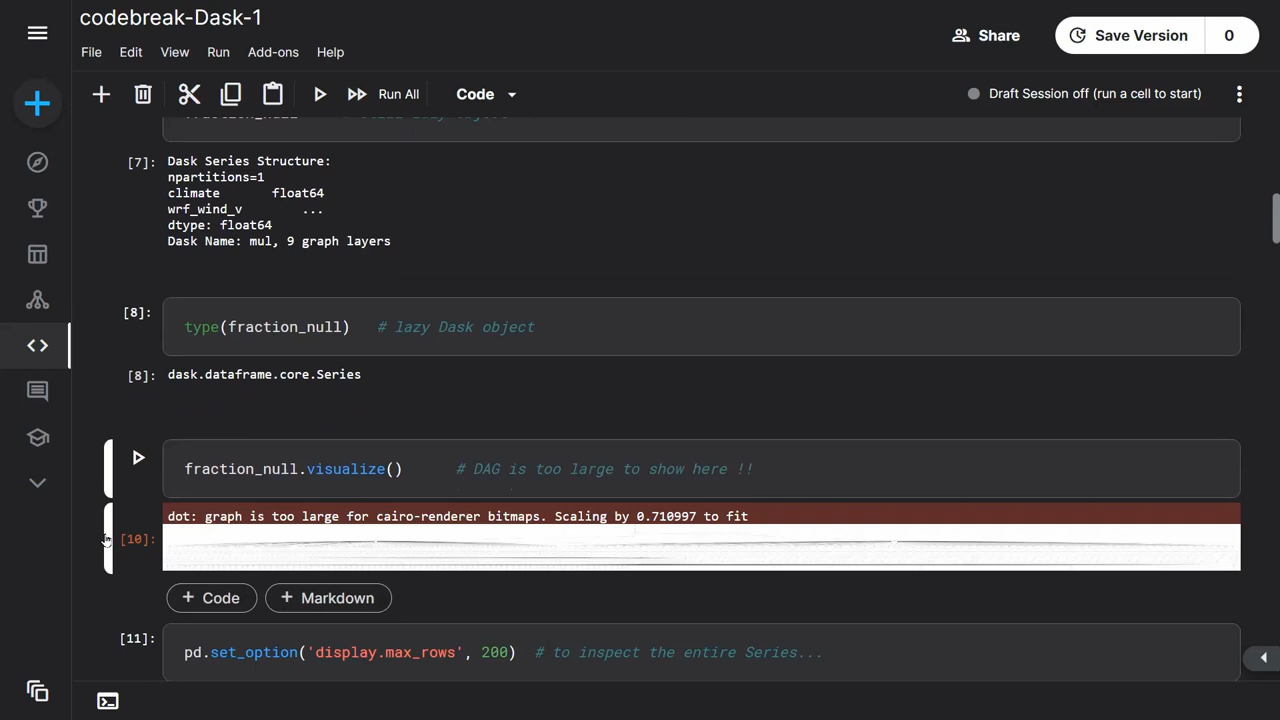 codebreak-Dask-1
File Edit View Run Add-ons Help
Share
Save Version 0
Run All
Code
Draft Session off (run a cell to start)
[7]: Dask Series Structure:
npartitions=1
climate float64
wrf_wind_v ...
dtype: float64
Dask Name: mul, 9 graph layers
[8]: type(fraction_null) # lazy Dask object
[8]: dask.dataframe.core.Series
fraction_null.visualize() # DAG is too large to show here !!
dot: graph is too large for cairo-renderer bitmaps. Scaling by 0.710997 to fit
[10]:
+ Code + Markdown
[11]: pd.set_option('display.max_rows', 200) # to inspect the entire Series...